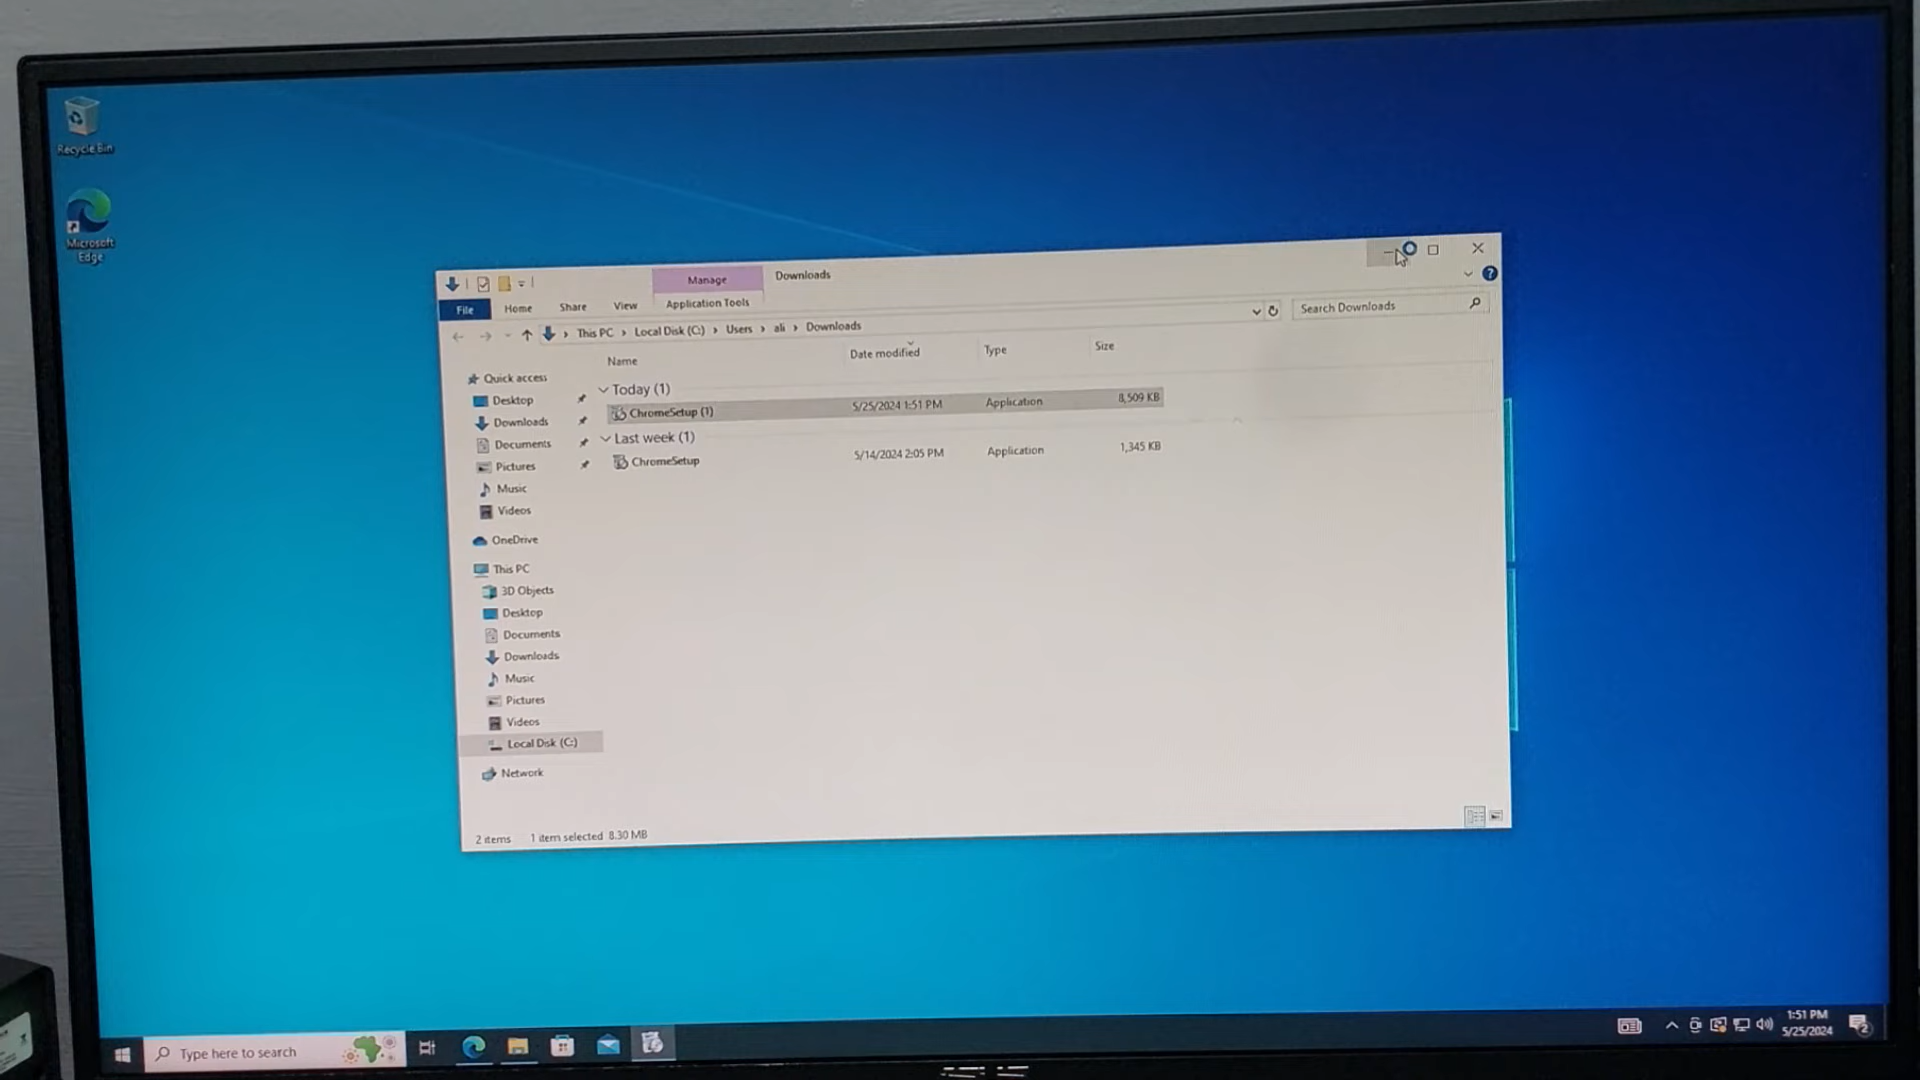 Recycle Bin
Microsoft
Edge
Manage
Downloads
File
Home
Share
View
Application Tools
This PC
Local Disk (C:)
Users
ali
Downloads
Search Downloads
Name
Date modified
Type
Size
Quick access
Desktop
Downloads
Documents
Pictures
Music
Videos
OneDrive
This PC
3D Objects
Desktop
Documents
Downloads
Music
Pictures
Videos
Local Disk (C:)
Network
Today (1)
ChromeSetup (1)
5/25/2024 1:51 PM
Application
8,509 KB
Last week (1)
ChromeSetup
5/14/2024 2:05 PM
Application
1,345 KB
2 items
1 item selected 8.30 MB
Type here to search
1:51 PM
5/25/2024
2